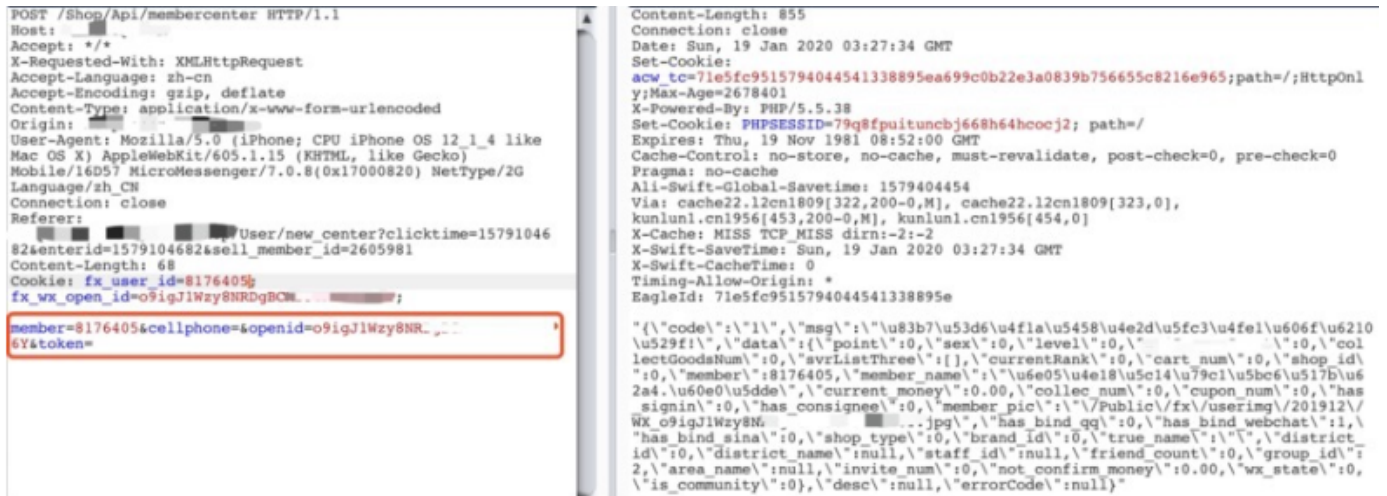 POST /Shop/Api/membercenter HTTP/1.1
Host:
Accept: */*
X-Requested-With: XMLHttpRequest
Accept-Language: zh-cn
Accept-Encoding: gzip, deflate
Content-Type: application/x-www-form-urlencoded
Origin:
User-Agent: Mozilla/5.0 (iPhone; CPU iPhone OS 12_1_4 like
Mac OS X) AppleWebKit/605.1.15 (KHTML, like Gecko)
Mobile/16D57 MicroMessenger/7.0.8(0x17000820) NetType/2G
Language/zh_CN
Connection: close
Referer:
/User/new_center?clicktime=15791046
82&enterid=1579104682&sell_member_id=2605981
Content-Length: 68
Cookie: fx_user_id=8176405;
fx_wx_open_id=o9igJ1Wzy8NRDgBC
member=8176405&cellphone=&openid=o9igJ1Wzy8NR
6Y&token=
Content-Length: 855
Connection: close
Date: Sun, 19 Jan 2020 03:27:34 GMT
Set-Cookie:
acw_tc=71e5fc9515794044541338895ea699c0b22e3a0839b756655c8216e965;path=/;HttpOnl
y;Max-Age=2678401
X-Powered-By: PHP/5.5.38
Set-Cookie: PHPSESSID=79q8fpuituncbj668h64hcocj2; path=/
Expires: Thu, 19 Nov 1981 08:52:00 GMT
Cache-Control: no-store, no-cache, must-revalidate, post-check=0, pre-check=0
Pragma: no-cache
Ali-Swift-Global-Savetime: 1579404454
Via: cache22.l2cn1809[322,200-0,M], cache22.l2cn1809[323,0],
kunlun1.cn1956[453,200-0,M], kunlun1.cn1956[454,0]
X-Cache: MISS TCP_MISS dirn:-2:-2
X-Swift-SaveTime: Sun, 19 Jan 2020 03:27:34 GMT
X-Swift-CacheTime: 0
Timing-Allow-Origin: *
EagleId: 71e5fc9515794044541338895e
"{\"code\":\"1\",\"msg\":\"\u83b7\u53d6\u4f1a\u5458\u4e2d\u5fc3\u4fe1\u606f\u6210
\u529f!\",\"data\":{\"point\":0,\"sex\":0,\"level\":0,\" \":0,\"col
lectGoodsNum\":0,\"svrListThree\":[],\"currentRank\":0,\"cart_num\":0,\"shop_id\
":0,\"member\":8176405,\"member_name\":\"\u6e05\u4e18\u5c14\u79c1\u5bc6\u517b\u6
2a4.\u60e0\u5dde\",\"current_money\":0.00,\"collec_num\":0,\"cupon_num\":0,\"has
_signin\":0,\"has_consignee\":0,\"member_pic\":\"\/Public\/fx\/userimg\/201912\/
WX_o9igJ1Wzy8N .jpg\",\"has_bind_qq\":0,\"has_bind_webchat\":1,\
"has_bind_sina\":0,\"shop_type\":0,\"brand_id\":0,\"true_name\":\"\",\"district_
id\":0,\"district_name\":null,\"staff_id\":null,\"friend_count\":0,\"group_id\":
2,\"area_name\":null,\"invite_num\":0,\"not_confirm_money\":0.00,\"wx_state\":0,
\"is_community\":0},\"desc\":null,\"errorCode\":null}"